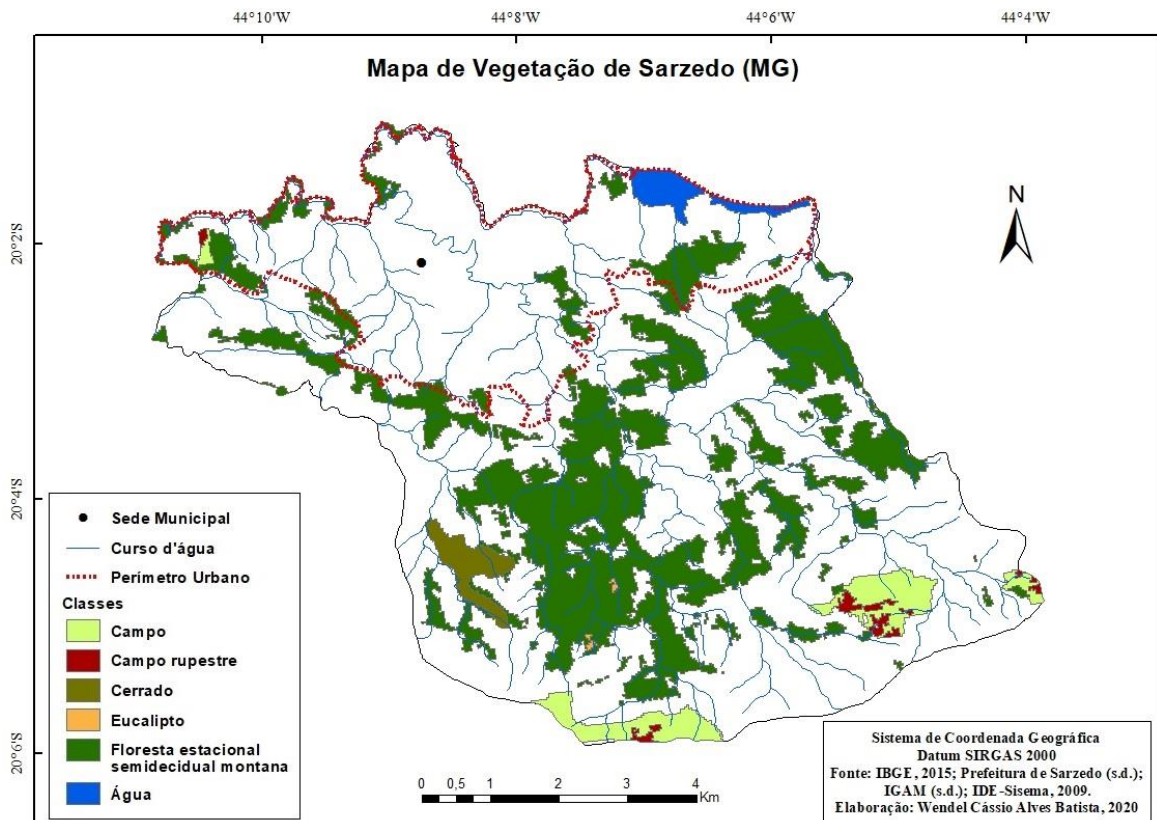 44°10'W 44°8'W 44°6'W 44°4'W
Mapa de Vegetação de Sarzedo (MG)
N
20°2'S
20°4'S
20°6'S
Sede Municipal
Curso d'água
Perímetro Urbano
Classes
Campo
Campo rupestre
Cerrado
Eucalipto
Floresta estacional
semidecidual montana
Água
0 0,5 1 2 3 4
Km
Sistema de Coordenada Geográfica
Datum SIRGAS 2000
Fonte: IBGE, 2015; Prefeitura de Sarzedo (s.d.);
IGAM (s.d.); IDE-Sisema, 2009.
Elaboração: Wendel Cássio Alves Batista, 2020